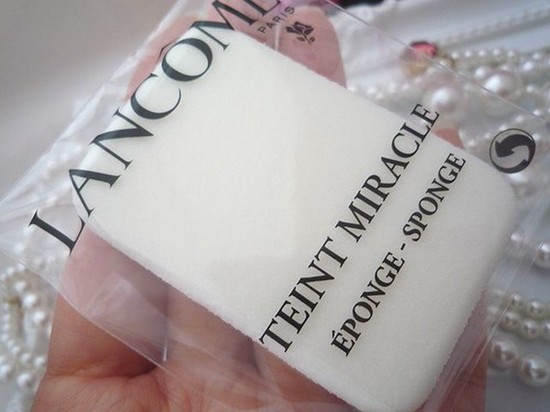 LANCÔME
PARIS
TEINT MIRACLE
ÉPONGE - SPONGE